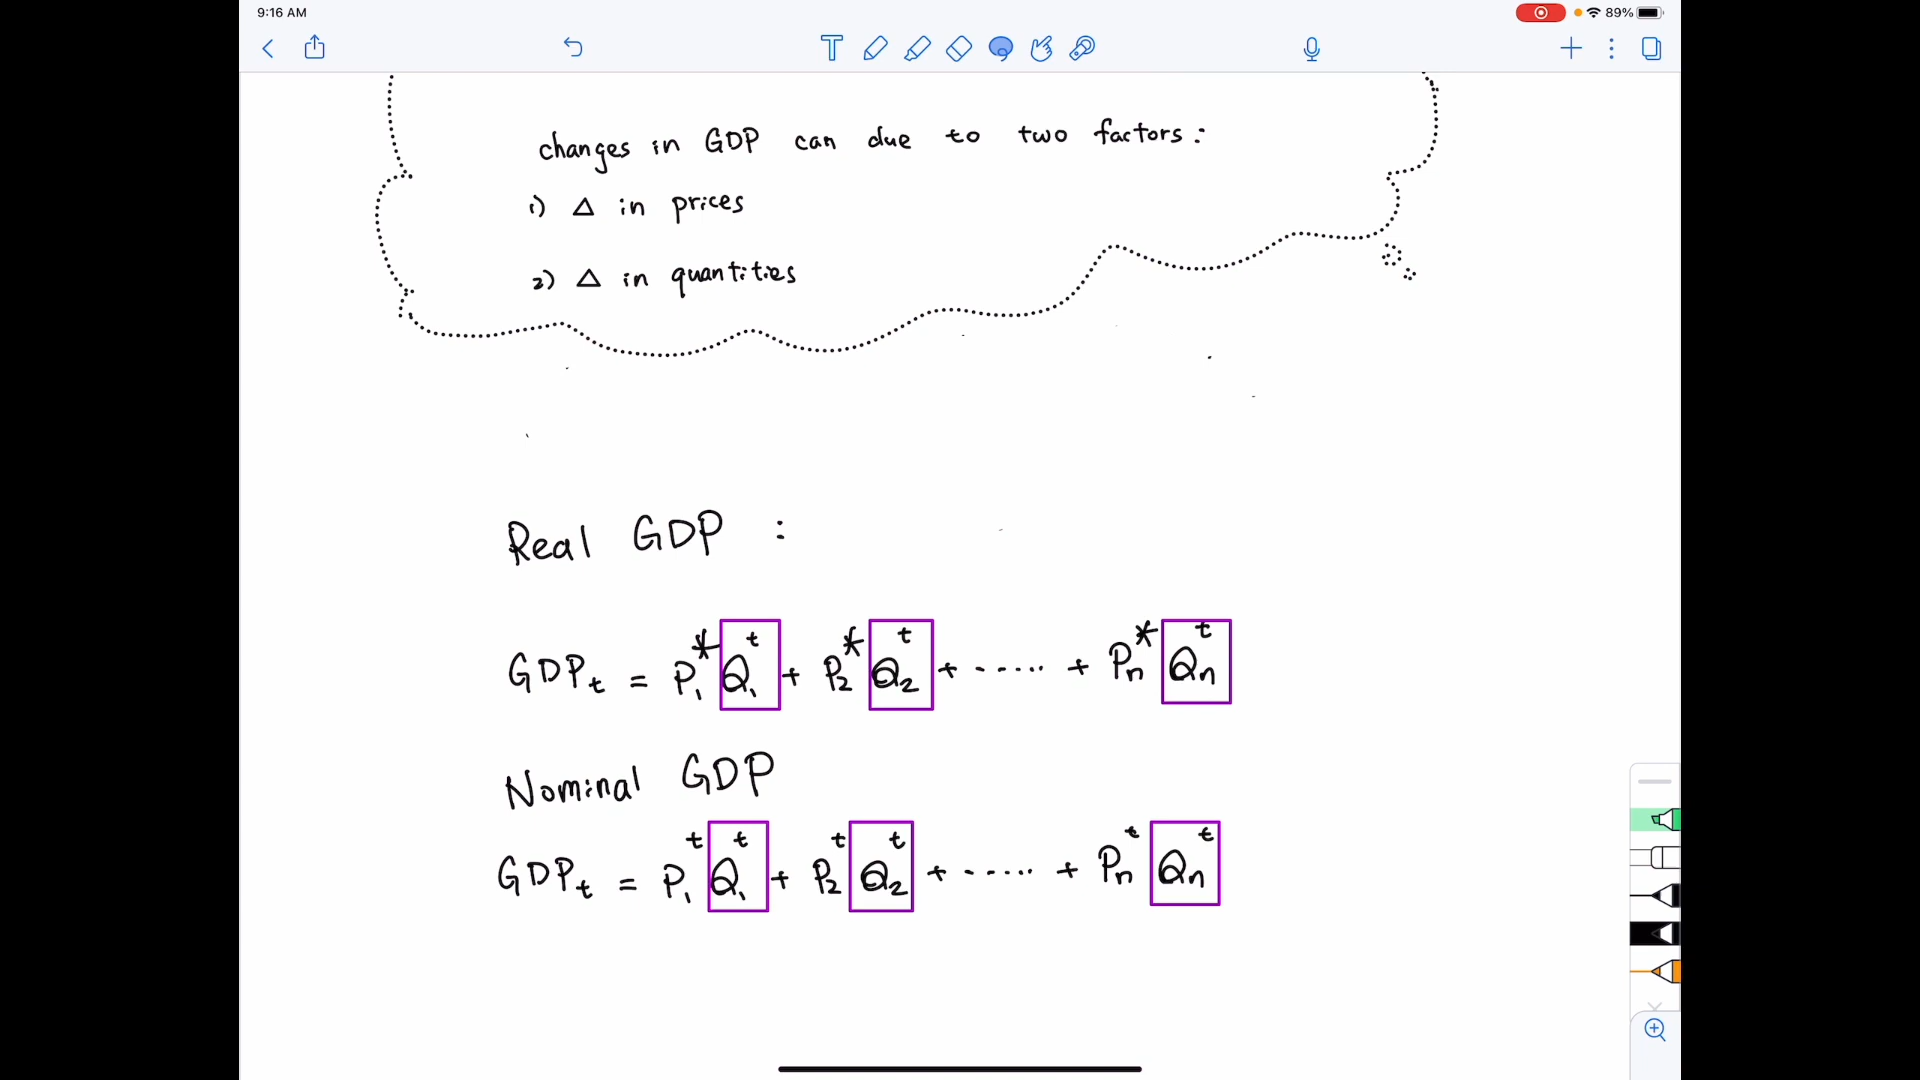 9:16 AM
89%
changes in GDP can due to two factors:
1) Δ in prices
2) Δ in quantities
Real GDP :
GDPₜ = P₁* Q₁ᵗ + P₂* Q₂ᵗ + ..... + Pₙ* Qₙᵗ
Nominal GDP
GDPₜ = P₁ᵗ Q₁ᵗ + P₂ᵗ Q₂ᵗ + ..... + Pₙᵗ Qₙᵗ